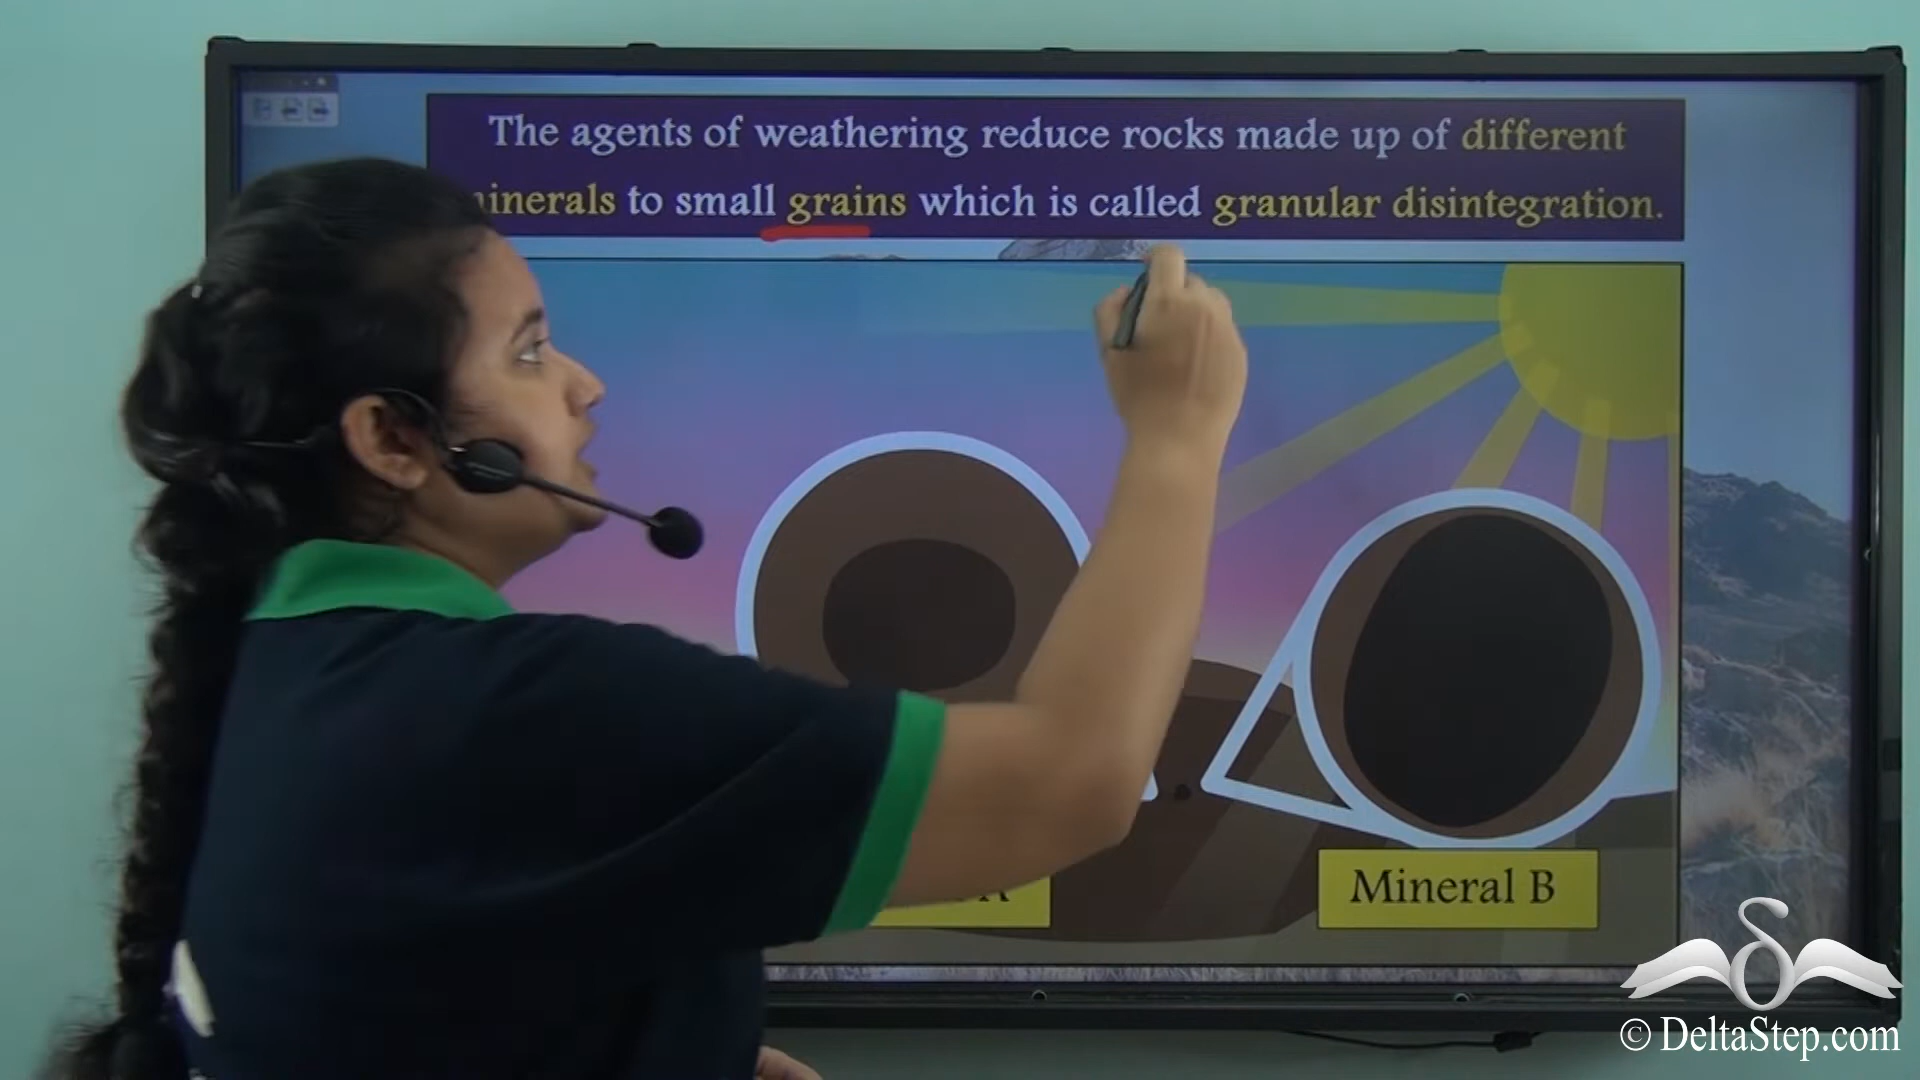 The agents of weathering reduce rocks made up of different
minerals to small grains which is called granular disintegration.
A
Mineral B
© DeltaStep.com